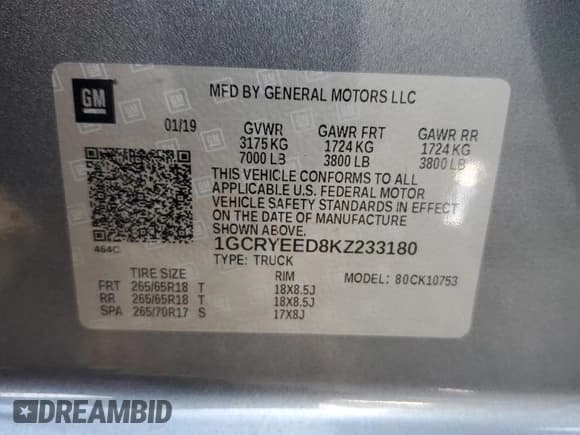 GM
MFD BY GENERAL MOTORS LLC
01/19 GVWR GAWR FRT GAWR RR
3175 KG 1724 KG 1724 KG
7000 LB 3800 LB 3800 LB
THIS VEHICLE CONFORMS TO ALL
APPLICABLE U.S. FEDERAL MOTOR
VEHICLE SAFETY STANDARDS IN EFFECT
ON THE DATE OF MANUFACTURE
SHOWN ABOVE.
1GCRYEED8KZ233180
464C
TYPE: TRUCK
TIRE SIZE RIM MODEL: 80CK10753
FRT 265/65R18 T 18X8.5J
RR 265/65R18 T 18X8.5J
SPA 265/70R17 S 17X8J
DREAMBID